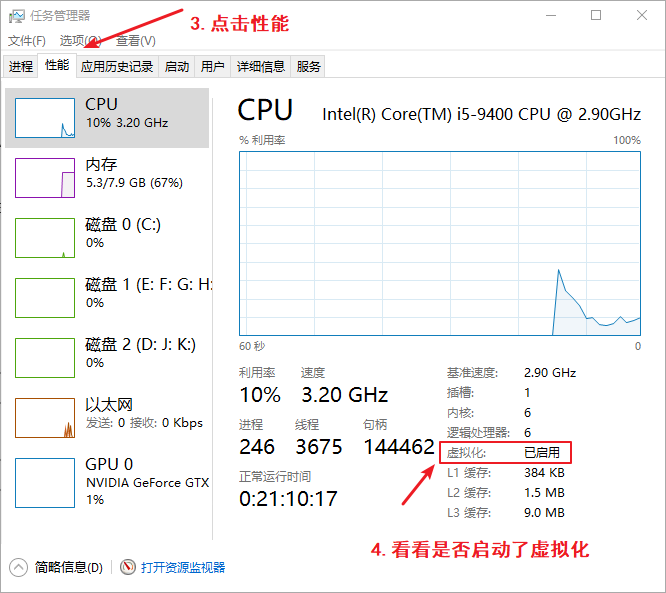 任务管理器
3. 点击性能
文件(F) 选项(O) 查看(V)
进程 性能 应用历史记录 启动 用户 详细信息 服务
CPU
10% 3.20 GHz
内存
5.3/7.9 GB (67%)
磁盘 0 (C:)
0%
磁盘 1 (E: F: G: H:
0%
磁盘 2 (D: J: K:)
0%
以太网
发送: 0 接收: 0 Kbps
GPU 0
NVIDIA GeForce GTX
1%
CPU Intel(R) Core(TM) i5-9400 CPU @ 2.90GHz
% 利用率 100%
60 秒 0
利用率 速度
10% 3.20 GHz
进程 线程 句柄
246 3675 144462
正常运行时间
0:21:10:17
基准速度: 2.90 GHz
插槽: 1
内核: 6
逻辑处理器: 6
虚拟化: 已启用
L1 缓存: 384 KB
L2 缓存: 1.5 MB
L3 缓存: 9.0 MB
4. 看看是否启动了虚拟化
简略信息(D) 打开资源监视器